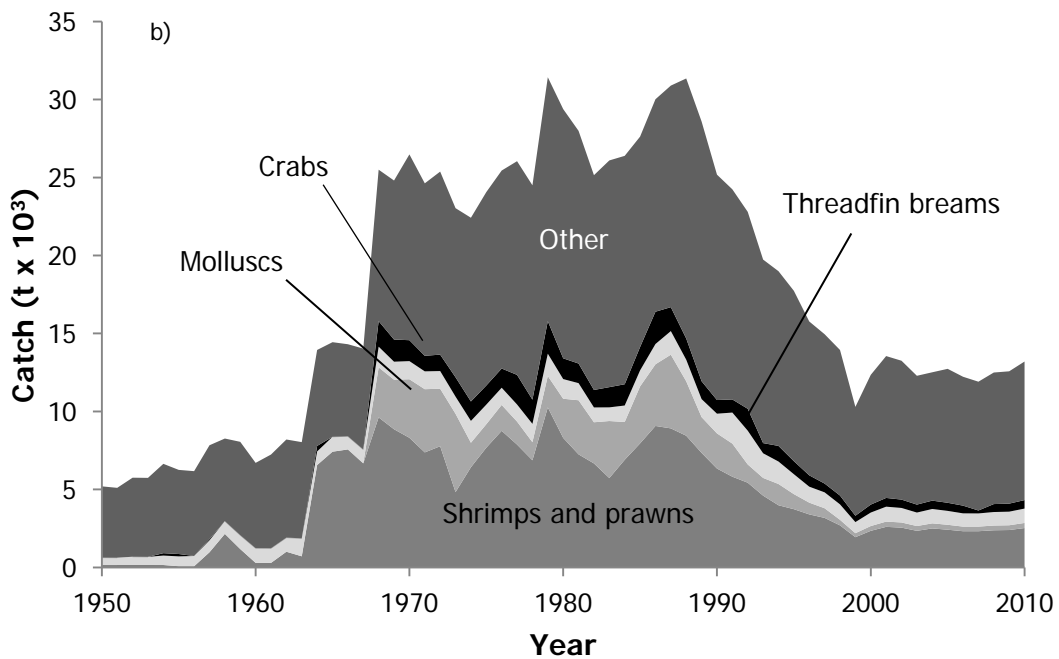 b)
35
30
25
20
15
10
5
0
Catch (t x 10³)
Crabs
Molluscs
Other
Threadfin breams
Shrimps and prawns
1950 1960 1970 1980 1990 2000 2010
Year